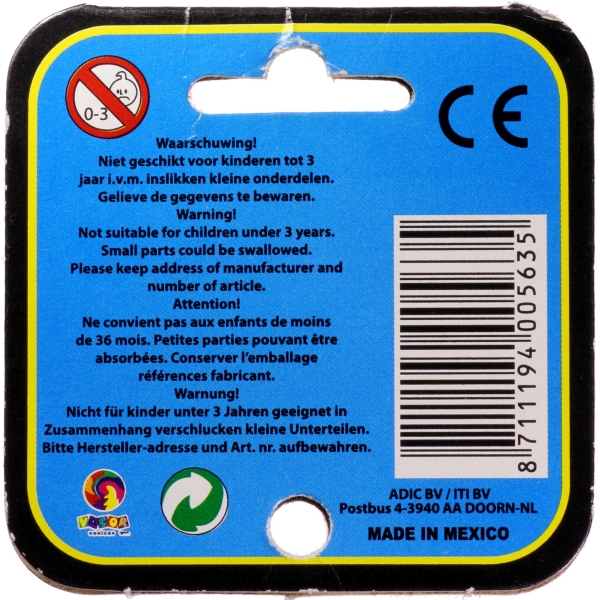 0-3
CE
Waarschuwing!
Niet geschikt voor kinderen tot 3
jaar i.v.m. inslikken kleine onderdelen.
Gelieve de gegevens te bewaren.
Warning!
Not suitable for children under 3 years.
Small parts could be swallowed.
Please keep address of manufacturer and
number of article.
Attention!
Ne convient pas aux enfants de moins
de 36 mois. Petites parties pouvant être
absorbées. Conserver l'emballage
références fabricant.
Warnung!
Nicht für kinder unter 3 Jahren geeignet in
Zusammenhang verschlucken kleine Unterteilen.
Bitte Hersteller-adresse und Art. nr. aufbewahren.
8 711194 005635
ADIC BV / ITI BV
Postbus 4-3940 AA DOORN-NL
MADE IN MEXICO
VACOR